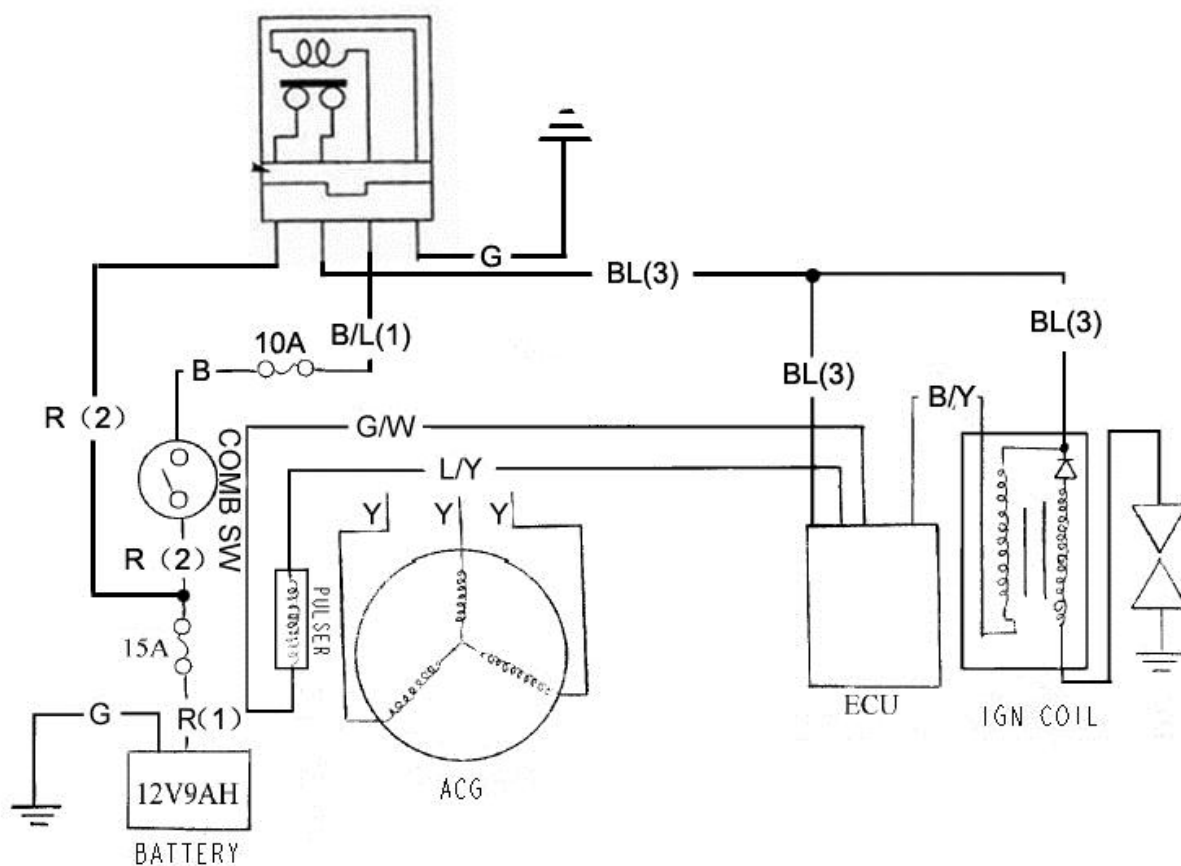 G
BL(3)
BL(3)
B/L(1)
10A
B
BL(3)
B/Y
R（2）
G/W
COMB SW
L/Y
Y
Y
Y
R（2）
PULSER
15A
ECU
IGN COIL
G
R(1)
12V9AH
ACG
BATTERY